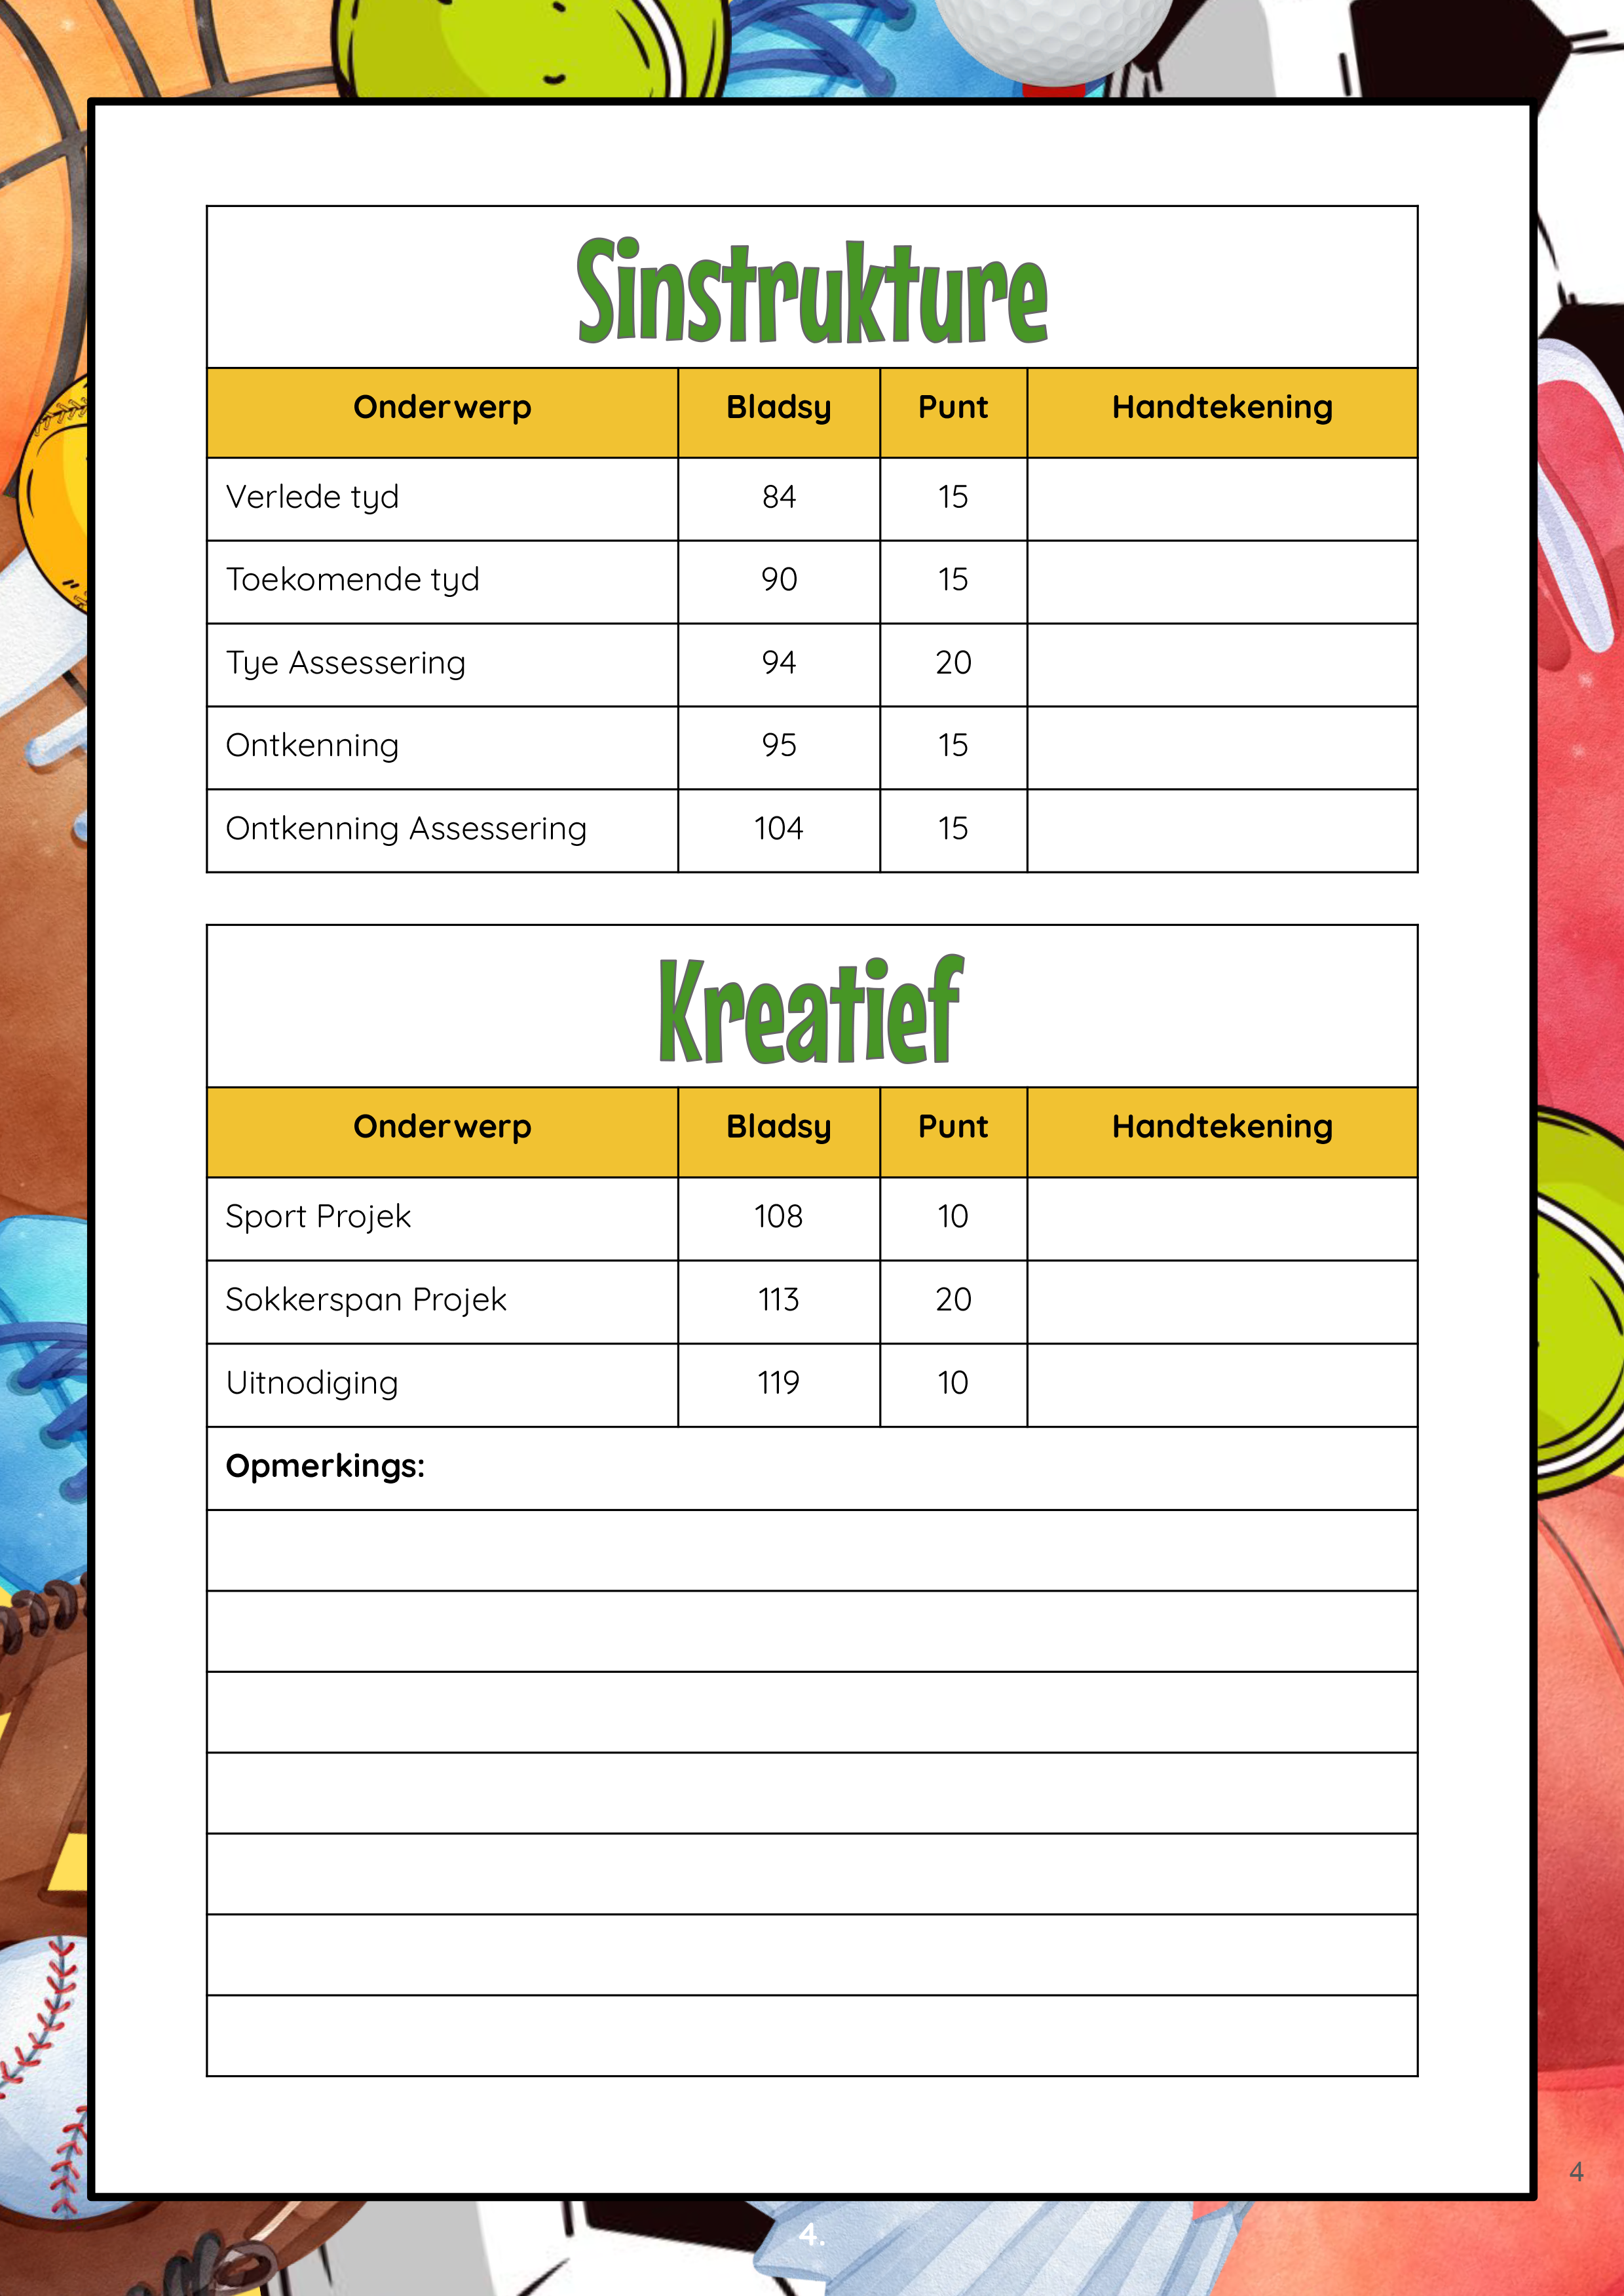 Sinstrukture
Onderwerp Bladsy Punt Handtekening
Verlede tyd 84 15
Toekomende tyd 90 15
Tye Assessering 94 20
Ontkenning 95 15
Ontkenning Assessering 104 15
Kreatief
Onderwerp Bladsy Punt Handtekening
Sport Projek 108 10
Sokkerspan Projek 113 20
Uitnodiging 119 10
Opmerkings:
4
4.